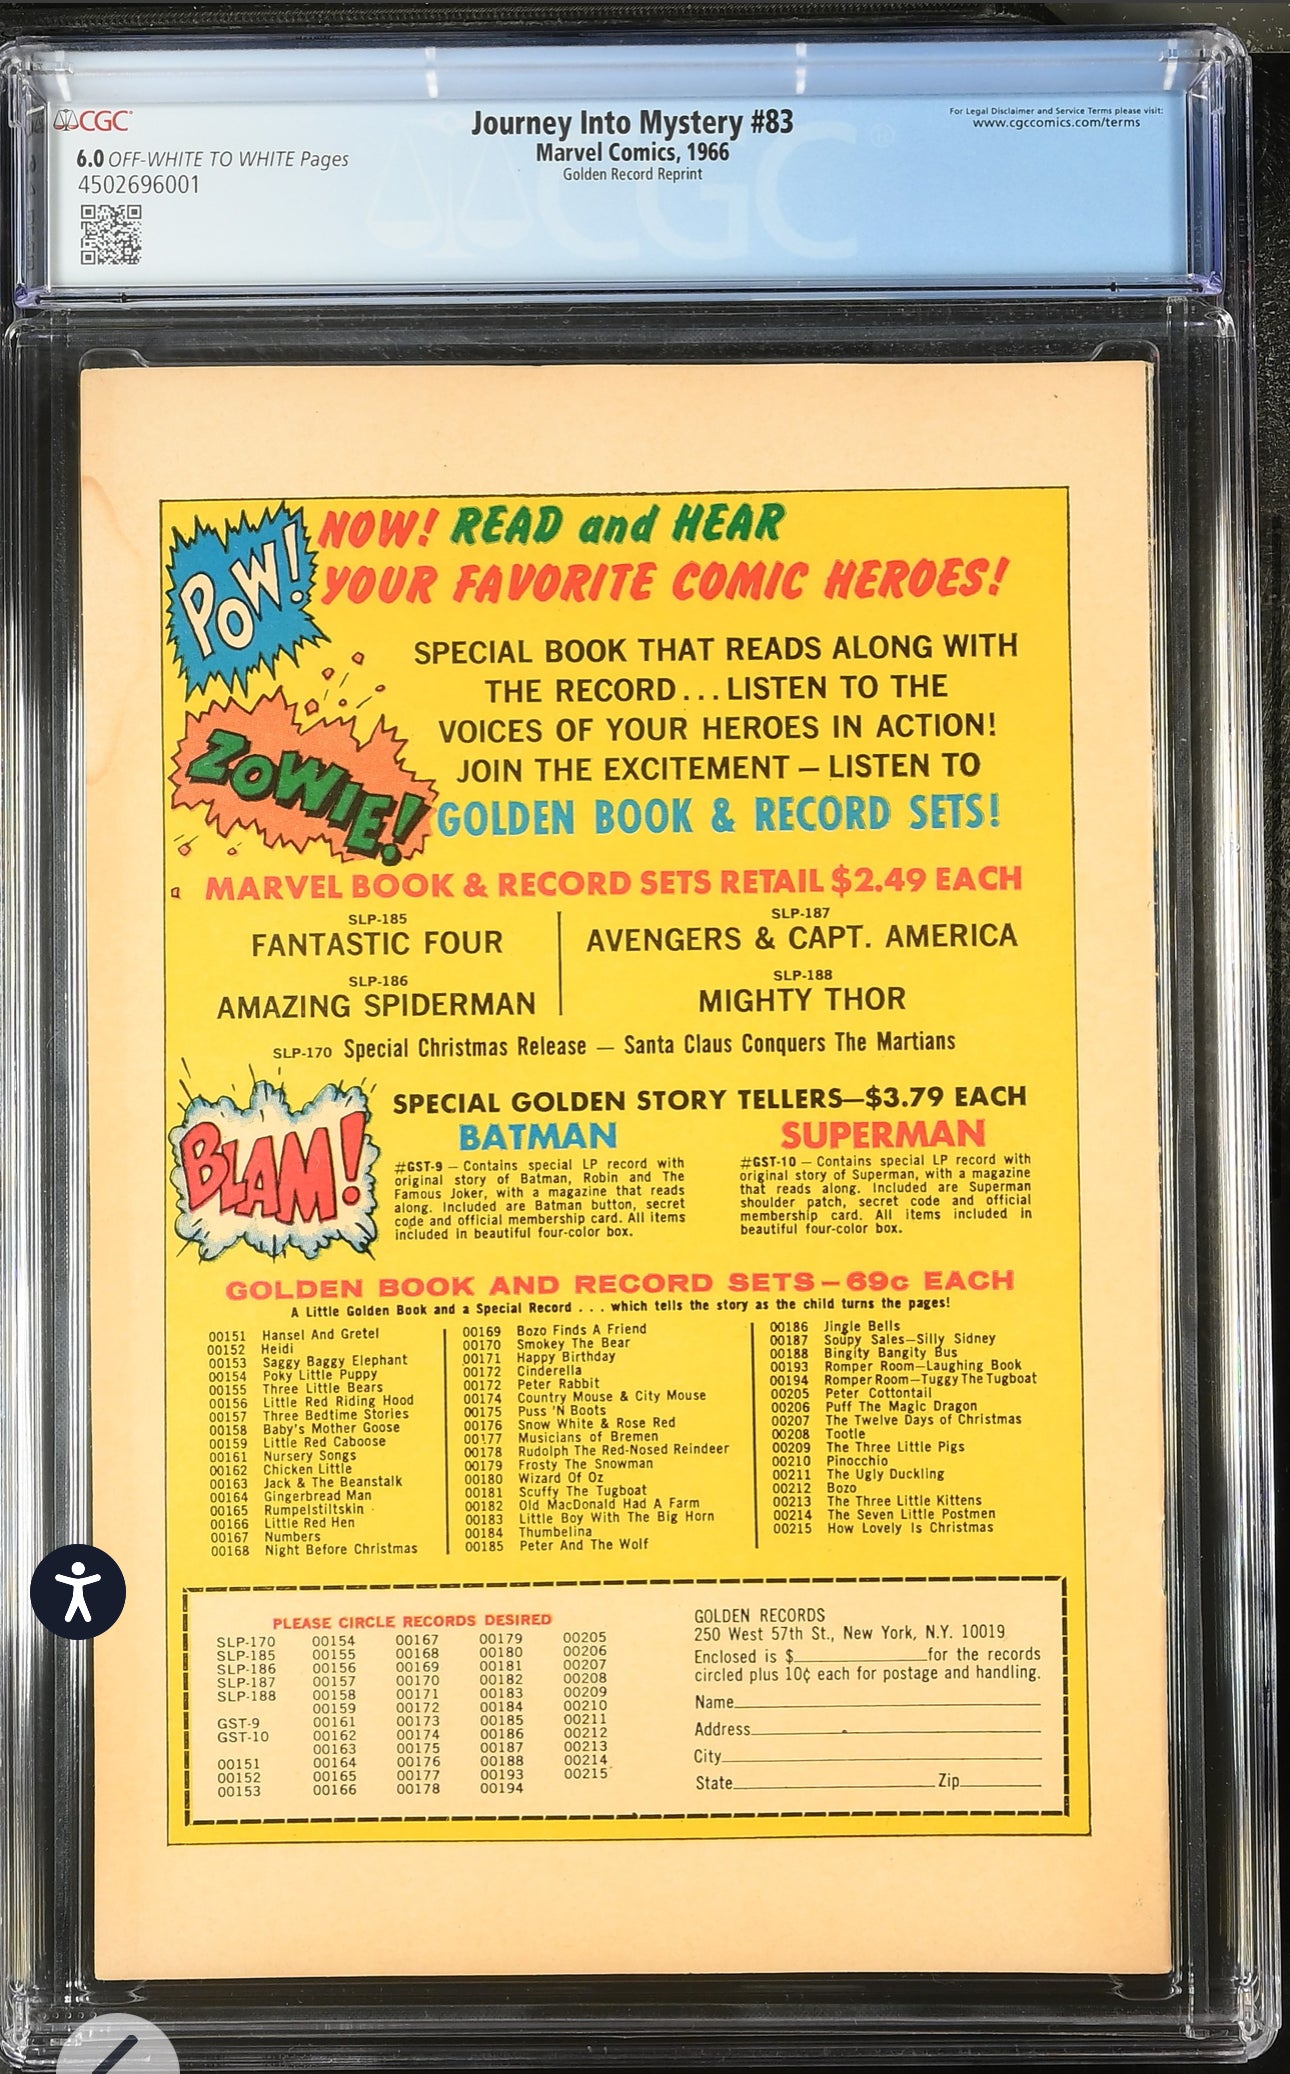 CGC
Journey Into Mystery #83
For Legal Disclaimer and Service Terms please visit:
www.cgccomics.com/terms
6.0 OFF-WHITE TO WHITE Pages
Marvel Comics, 1966
4502696001
Golden Record Reprint
CGC
POW!
NOW! READ and HEAR
YOUR FAVORITE COMIC HEROES!
SPECIAL BOOK THAT READS ALONG WITH
THE RECORD...LISTEN TO THE
VOICES OF YOUR HEROES IN ACTION!
JOIN THE EXCITEMENT — LISTEN TO
ZOWIE!
GOLDEN BOOK & RECORD SETS!
MARVEL BOOK & RECORD SETS RETAIL $2.49 EACH
SLP-185
FANTASTIC FOUR
SLP-187
AVENGERS & CAPT. AMERICA
SLP-186
AMAZING SPIDERMAN
SLP-188
MIGHTY THOR
SLP-170 Special Christmas Release — Santa Claus Conquers The Martians
BLAM!
SPECIAL GOLDEN STORY TELLERS—$3.79 EACH
BATMAN
#GST-9 — Contains special LP record with
original story of Batman, Robin and The
Famous Joker, with a magazine that reads
along. Included are Batman button, secret
code and official membership card. All items
included in beautiful four-color box.
SUPERMAN
#GST-10 — Contains special LP record with
original story of Superman, with a magazine
that reads along. Included are Superman
shoulder patch, secret code and official
membership card. All items included in
beautiful four-color box.
GOLDEN BOOK AND RECORD SETS — 69c EACH
A Little Golden Book and a Special Record . . . which tells the story as the child turns the pages!
00151 Hansel And Gretel
00152 Heidi
00153 Saggy Baggy Elephant
00154 Poky Little Puppy
00155 Three Little Bears
00156 Little Red Riding Hood
00157 Three Bedtime Stories
00158 Baby's Mother Goose
00159 Little Red Caboose
00161 Nursery Songs
00162 Chicken Little
00163 Jack & The Beanstalk
00164 Gingerbread Man
00165 Rumpelstiltskin
00166 Little Red Hen
00167 Numbers
00168 Night Before Christmas
00169 Bozo Finds A Friend
00170 Smokey The Bear
00171 Happy Birthday
00172 Cinderella
00172 Peter Rabbit
00174 Country Mouse & City Mouse
00175 Puss 'N Boots
00176 Snow White & Rose Red
00177 Musicians of Bremen
00178 Rudolph The Red-Nosed Reindeer
00179 Frosty The Snowman
00180 Wizard Of Oz
00181 Scuffy The Tugboat
00182 Old MacDonald Had A Farm
00183 Little Boy With The Big Horn
00184 Thumbelina
00185 Peter And The Wolf
00186 Jingle Bells
00187 Soupy Sales—Silly Sidney
00188 Bingity Bangity Bus
00193 Romper Room—Laughing Book
00194 Romper Room—Tuggy The Tugboat
00205 Peter Cottontail
00206 Puff The Magic Dragon
00207 The Twelve Days of Christmas
00208 Tootle
00209 The Three Little Pigs
00210 Pinocchio
00211 The Ugly Duckling
00212 Bozo
00213 The Three Little Kittens
00214 The Seven Little Postmen
00215 How Lovely Is Christmas
PLEASE CIRCLE RECORDS DESIRED
SLP-170 00154 00167 00179 00205
SLP-185 00155 00168 00180 00206
SLP-186 00156 00169 00181 00207
SLP-187 00157 00170 00182 00208
SLP-188 00158 00171 00183 00209
00159 00172 00184 00210
GST-9 00161 00173 00185 00211
GST-10 00162 00174 00186 00212
00163 00175 00187 00213
00151 00164 00176 00188 00214
00152 00165 00177 00193 00215
00153 00166 00178 00194
GOLDEN RECORDS
250 West 57th St., New York, N.Y. 10019
Enclosed is $ for the records
circled plus 10¢ each for postage and handling.
Name
Address
City
State Zip